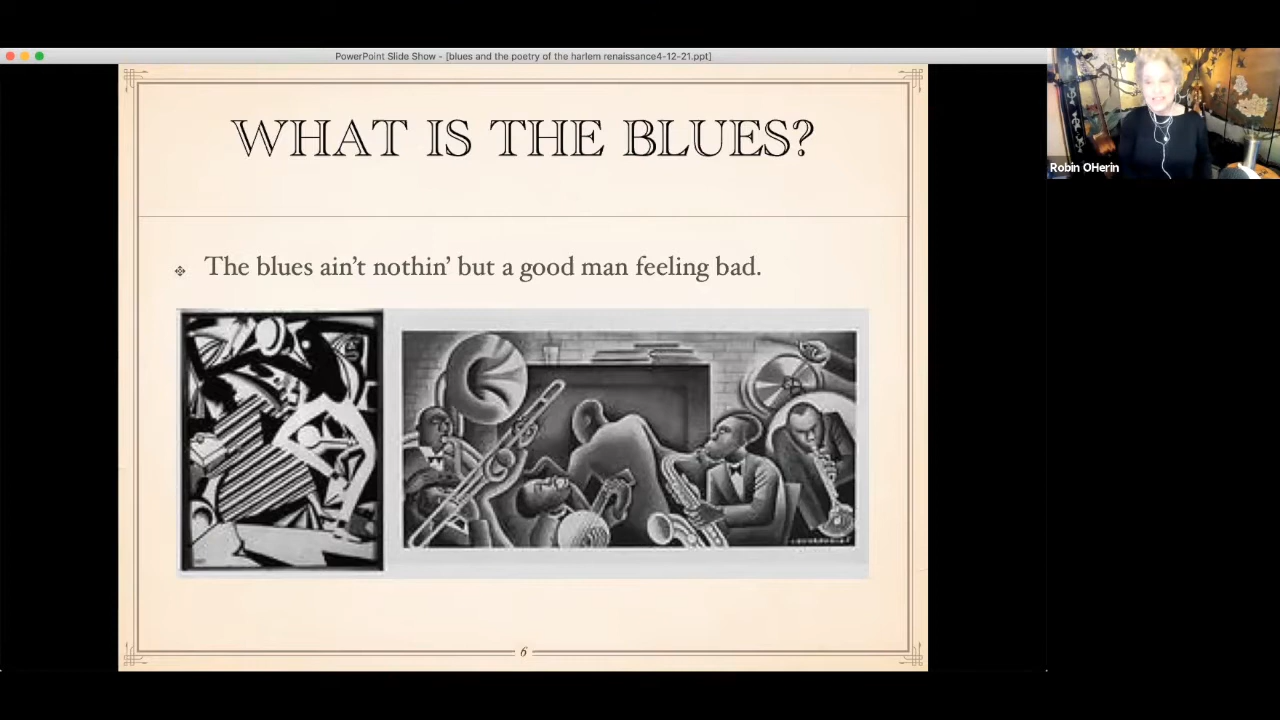 PowerPoint Slide Show - [blues and the poetry of the harlem renaissance4-12-21.ppt]
WHAT IS THE BLUES?
The blues ain’t nothin’ but a good man feeling bad.
6
Robin OHerin